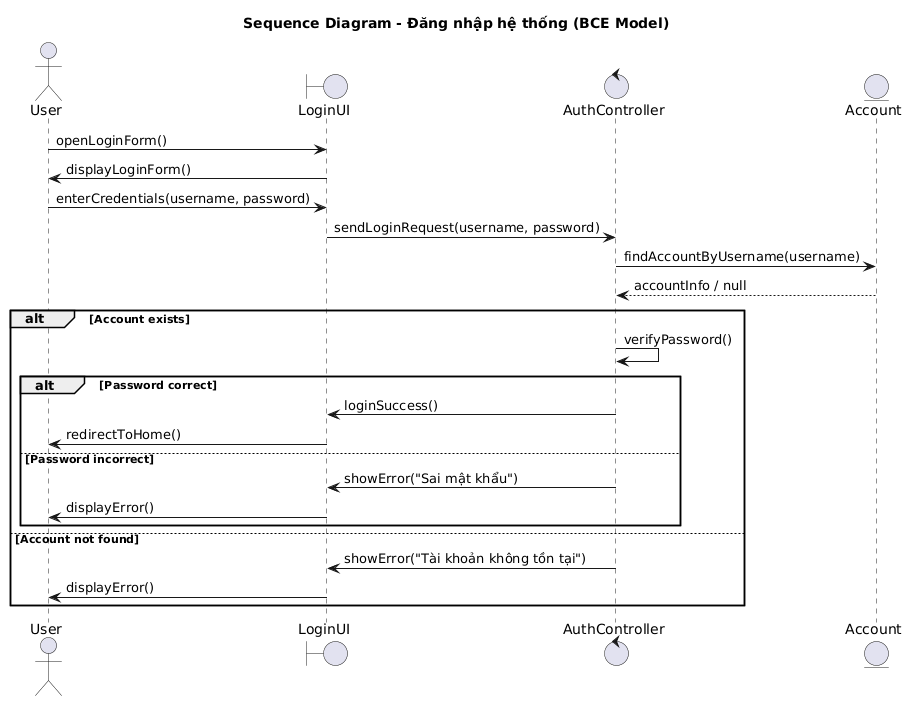 Sequence Diagram - Đăng nhập hệ thống (BCE Model)
User LoginUI AuthController Account
openLoginForm()
displayLoginForm()
enterCredentials(username, password)
sendLoginRequest(username, password)
findAccountByUsername(username)
accountInfo / null
alt [Account exists]
verifyPassword()
alt [Password correct]
loginSuccess()
redirectToHome()
[Password incorrect]
showError("Sai mật khẩu")
displayError()
[Account not found]
showError("Tài khoản không tồn tại")
displayError()
User LoginUI AuthController Account